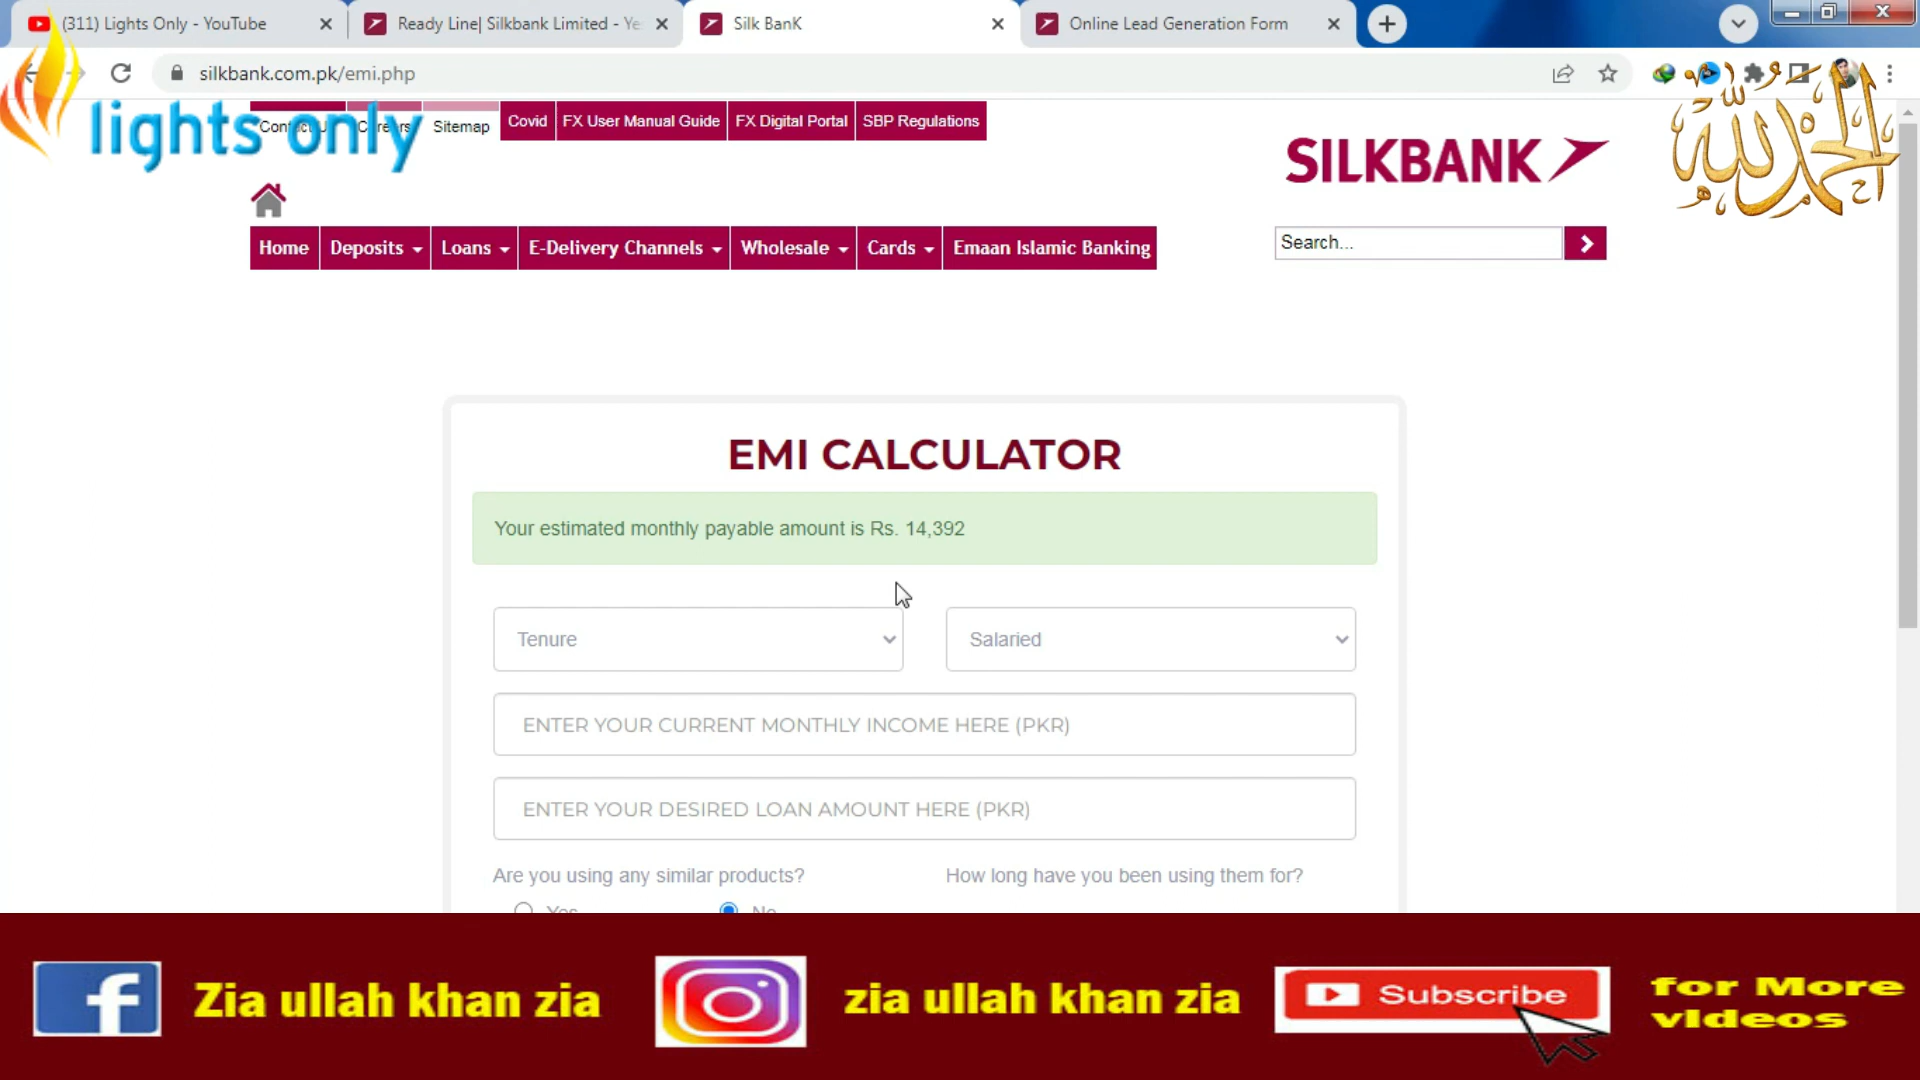 (311) Lights Only - YouTube
Ready Line| Silkbank Limited - Ye
Silk BanK
Online Lead Generation Form
silkbank.com.pk/emi.php
lights only
Sitemap
Covid
FX User Manual Guide
FX Digital Portal
SBP Regulations
SILKBANK
الحمد لله
Home
Deposits
Loans
E-Delivery Channels
Wholesale
Cards
Emaan Islamic Banking
Search...
EMI CALCULATOR
Your estimated monthly payable amount is Rs. 14,392
Tenure
Salaried
ENTER YOUR CURRENT MONTHLY INCOME HERE (PKR)
ENTER YOUR DESIRED LOAN AMOUNT HERE (PKR)
Are you using any similar products?
How long have you been using them for?
Yes
No
Zia ullah khan zia
zia ullah khan zia
Subscribe
for More
vIdeos